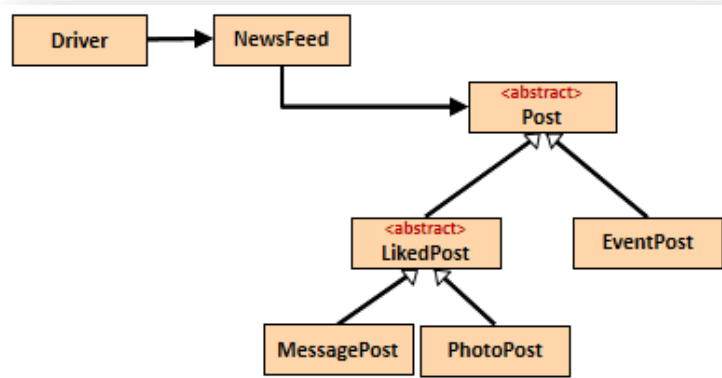 Driver
NewsFeed
<abstract>
Post
<abstract>
LikedPost
EventPost
MessagePost
PhotoPost